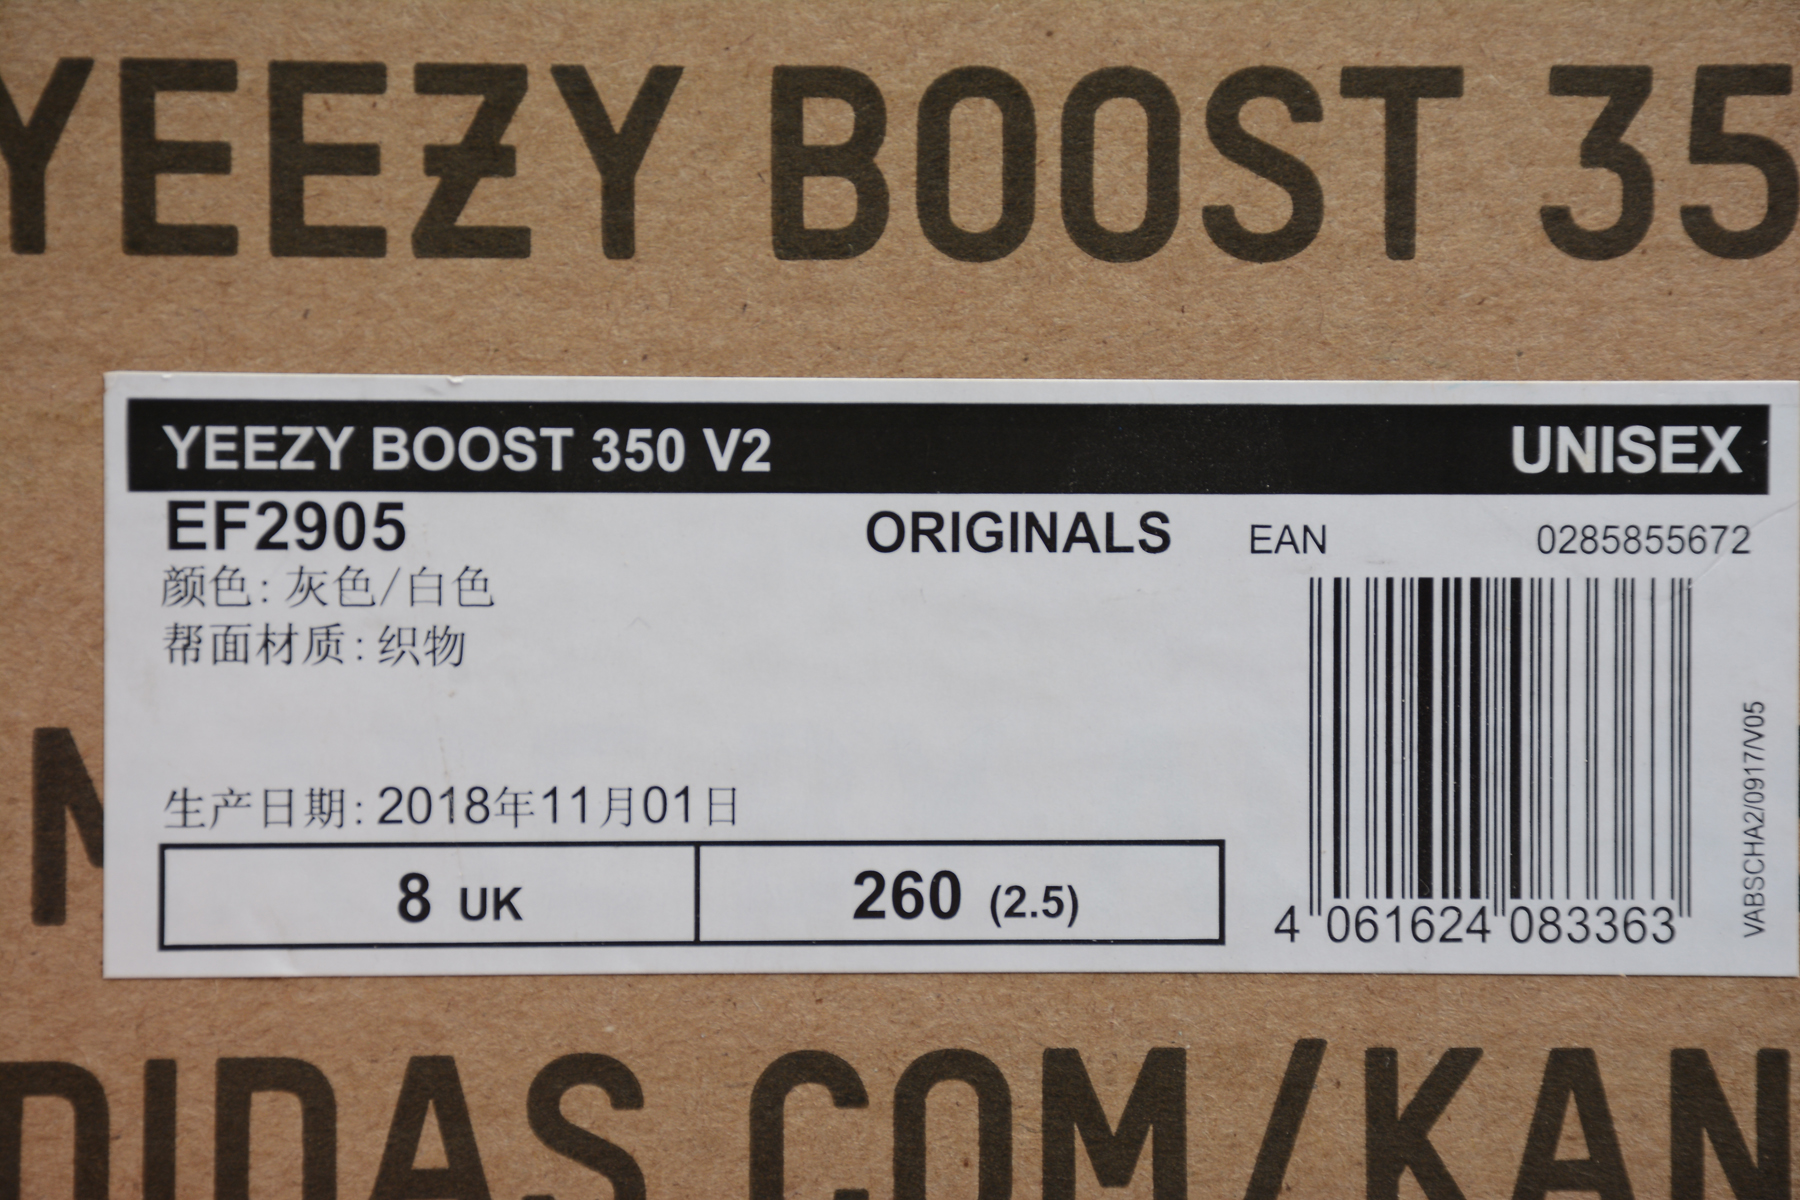 YEEZY BOOST 35
YEEZY BOOST 350 V2 UNISEX
EF2905 ORIGINALS EAN 0285855672
颜色: 灰色/白色
帮面材质: 织物
生产日期: 2018年11月01日
8 UK 260 (2.5)
4 061624 083363
VABSCHA2/0917/V05
DIDAS COM/KAN